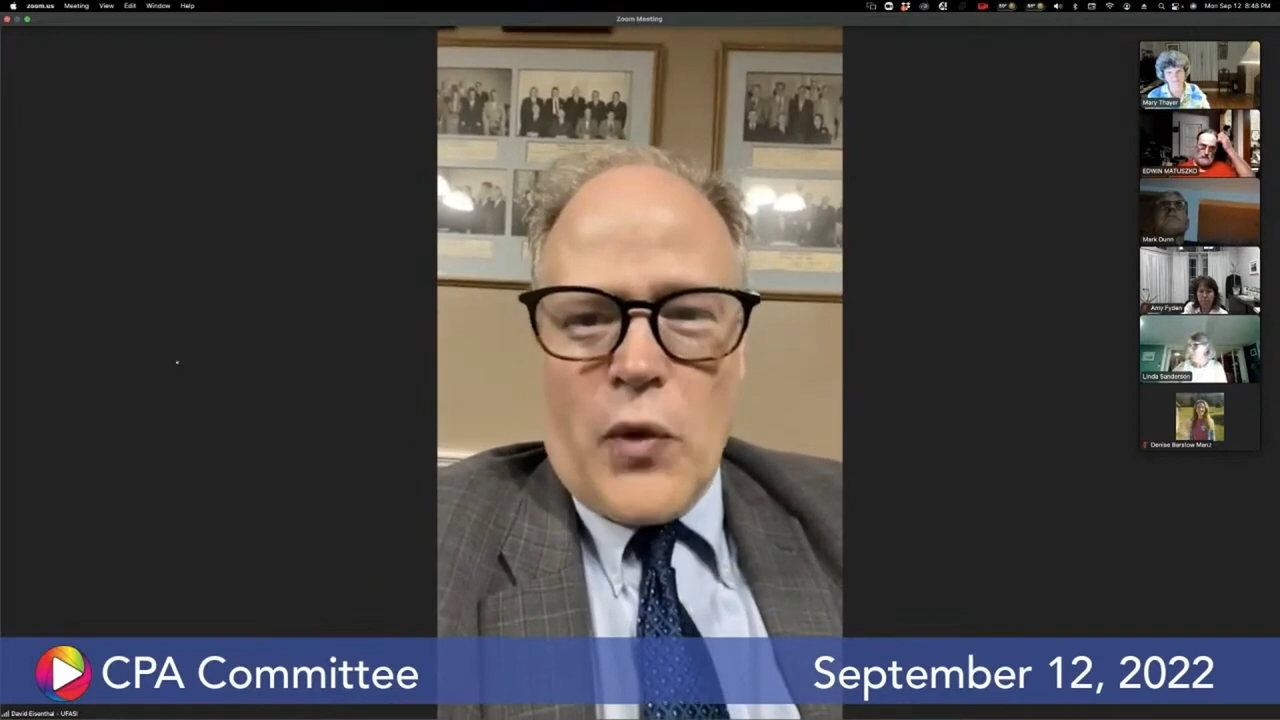 zoom.us Meeting View Edit Window Help
Mon Sep 12 8:48 PM
Zoom Meeting
Mary Thayer
EDWIN MATUSZKO
Mark Dunn
Amy Fyden
Linda Sanderson
Denise Barstow Manz
CPA Committee
September 12, 2022
David Eisenthal - UFASI